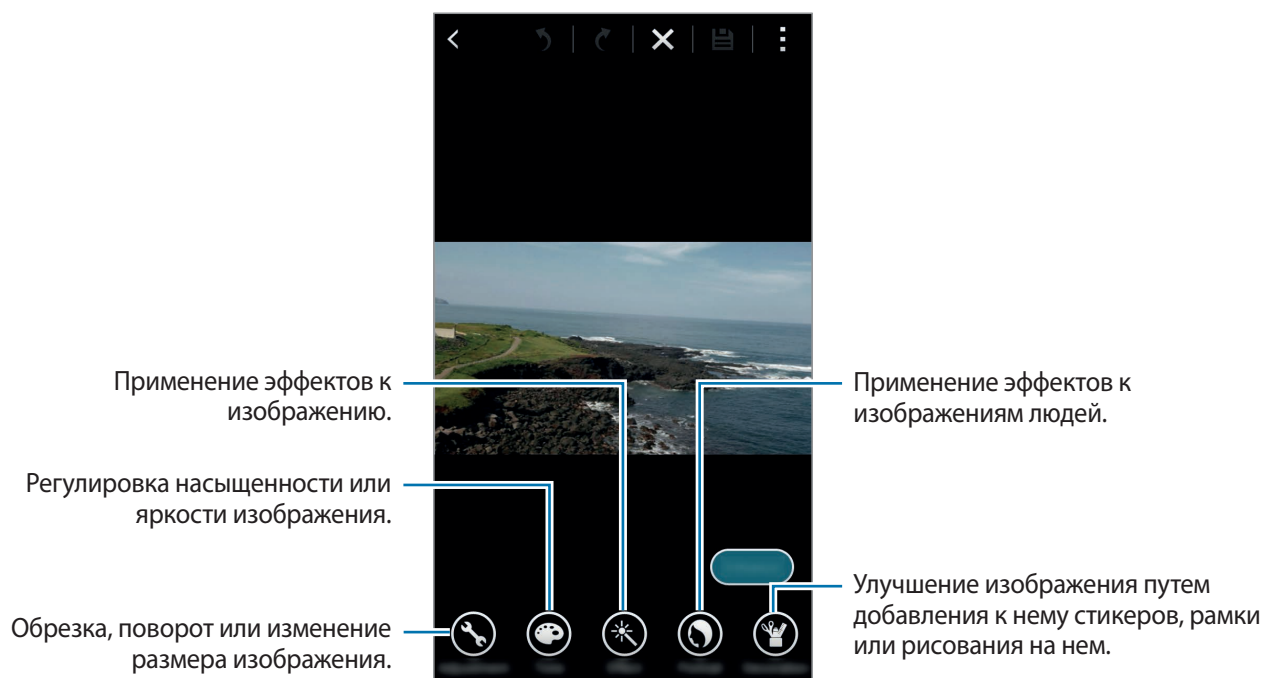 Применение эффектов к
изображению.
Регулировка насыщенности или
яркости изображения.
Обрезка, поворот или изменение
размера изображения.
Применение эффектов к
изображениям людей.
Улучшение изображения путем
добавления к нему стикеров, рамки
или рисования на нем.